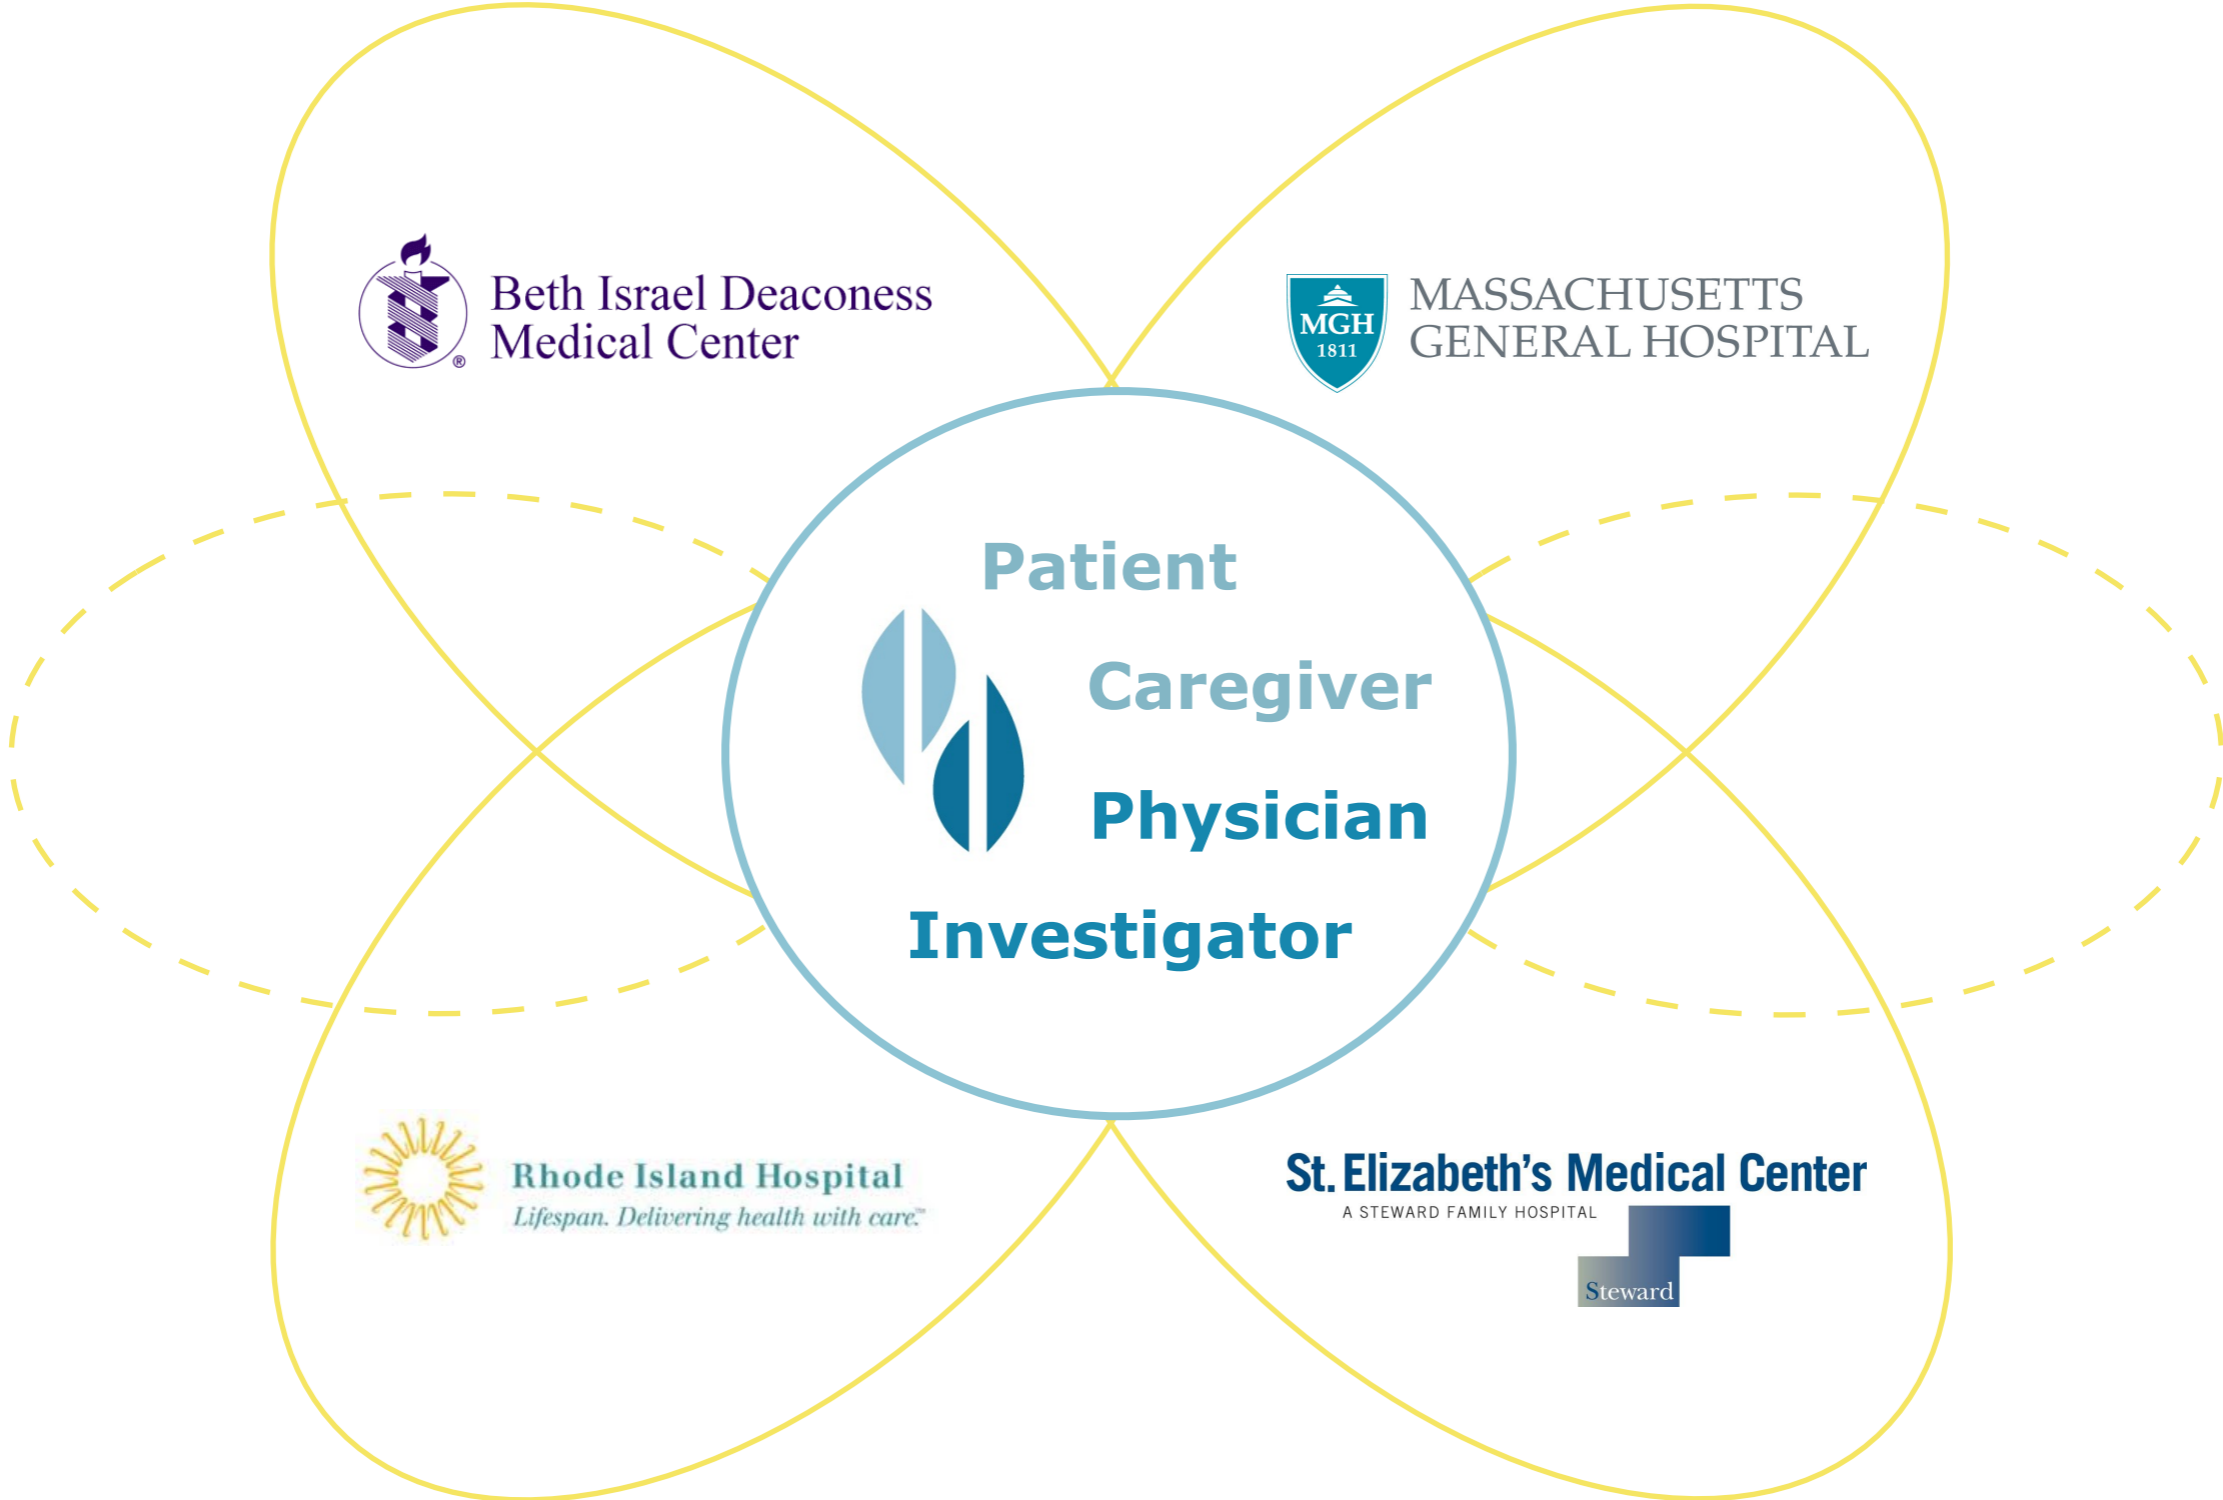 Beth Israel Deaconess
Medical Center
®
MASSACHUSETTS
GENERAL HOSPITAL
MGH
1811
Patient
Caregiver
Physician
Investigator
Rhode Island Hospital
Lifespan. Delivering health with care.™
St. Elizabeth's Medical Center
A STEWARD FAMILY HOSPITAL
Steward